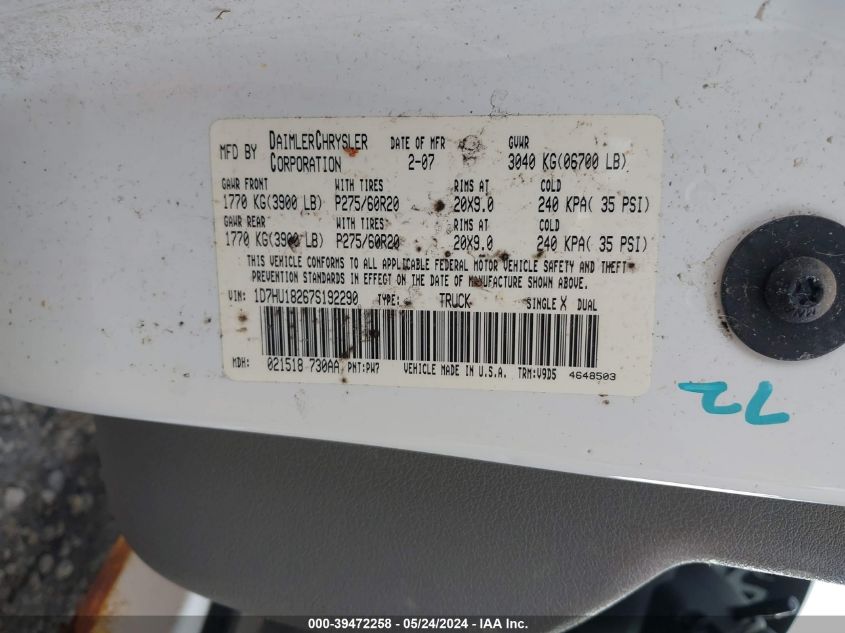 MFD BY DAIMLERCHRYSLER CORPORATION DATE OF MFR 2-07 GVWR 3040 KG(06700 LB)
GAWR FRONT WITH TIRES RIMS AT COLD
1770 KG(3900 LB) P275/60R20 20X9.0 240 KPA( 35 PSI)
GAWR REAR WITH TIRES RIMS AT COLD
1770 KG(3900 LB) P275/60R20 20X9.0 240 KPA( 35 PSI)
THIS VEHICLE CONFORMS TO ALL APPLICABLE FEDERAL MOTOR VEHICLE SAFETY AND THEFT
PREVENTION STANDARDS IN EFFECT ON THE DATE OF MANUFACTURE SHOWN ABOVE.
VIN: 1D7HU18267S192290 TYPE: TRUCK SINGLE X DUAL
MDH: 021518 730AA PNT:PW7 VEHICLE MADE IN U.S.A. TRM:V9D5 4648503
72
000-39472258 - 05/24/2024 - IAA Inc.